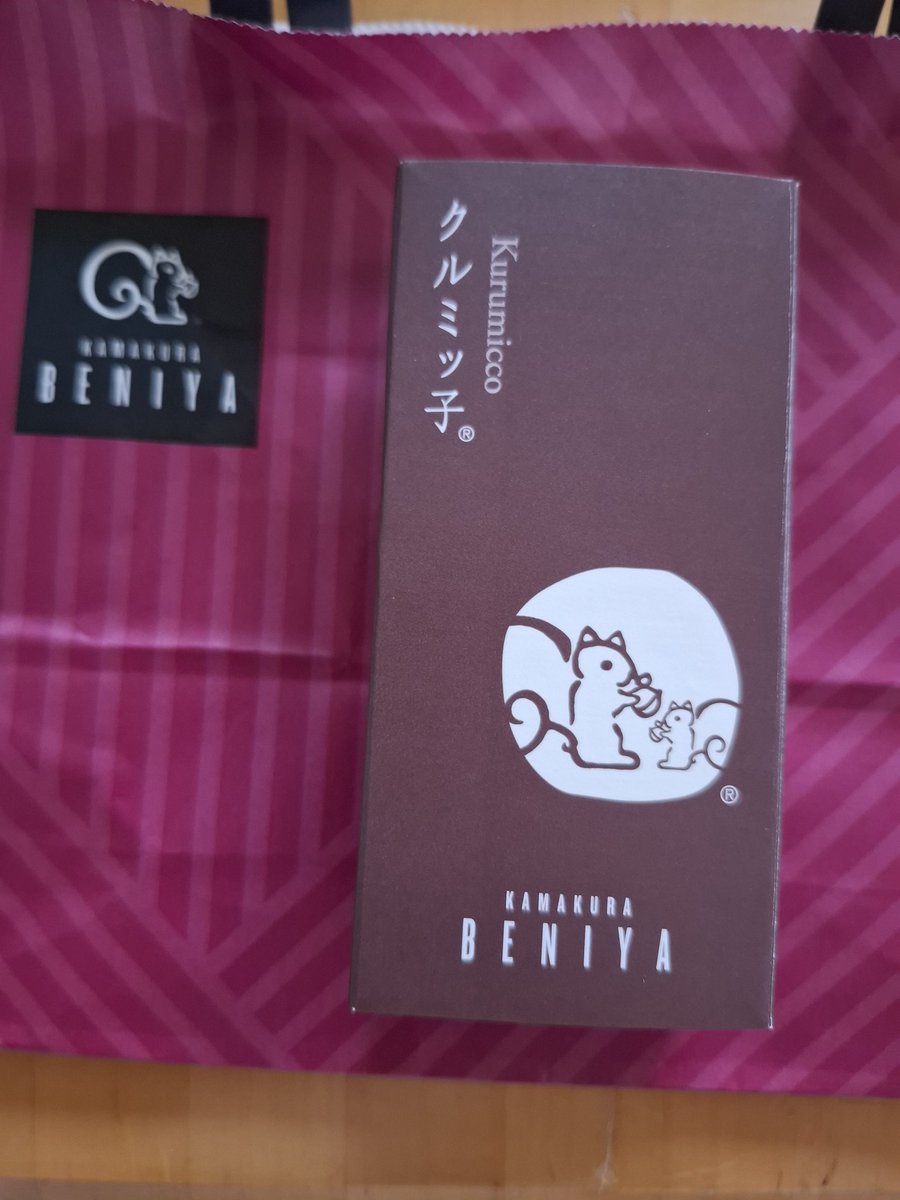 KAMAKURA
BENIYA
クルミッ子®
Kurumicco
®
KAMAKURA
BENIYA